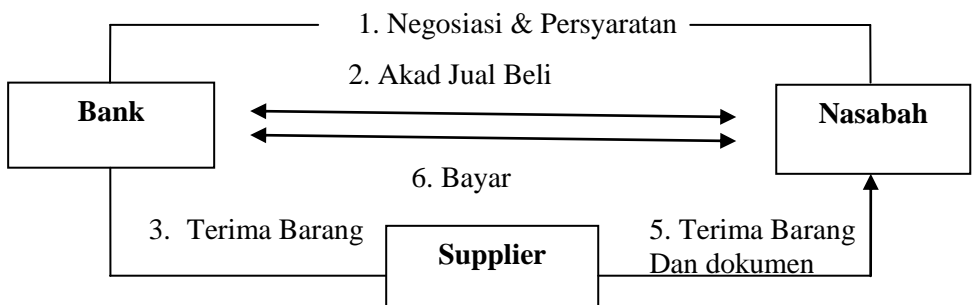 1. Negosiasi & Persyaratan
2. Akad Jual Beli
Bank
Nasabah
6. Bayar
3. Terima Barang
Supplier
5. Terima Barang
Dan dokumen